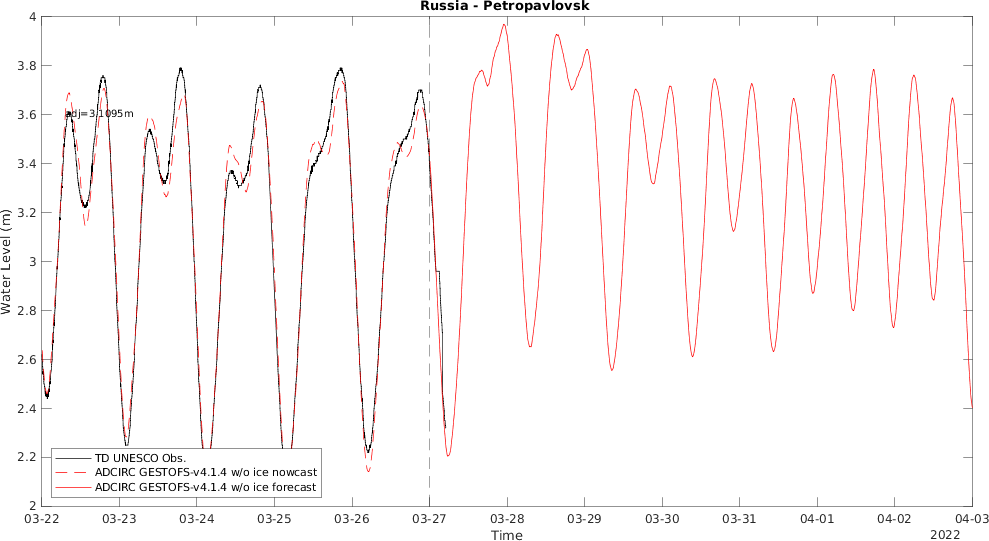 Russia - Petropavlovsk
4
3.8
3.6
3.4
3.2
3
2.8
2.6
2.4
2.2
2
Water Level (m)
adj=3.1095m
TD UNESCO Obs.
ADCIRC GESTOFS-v4.1.4 w/o ice nowcast
ADCIRC GESTOFS-v4.1.4 w/o ice forecast
03-22 03-23 03-24 03-25 03-26 03-27 03-28 03-29 03-30 03-31 04-01 04-02 04-03
Time
2022